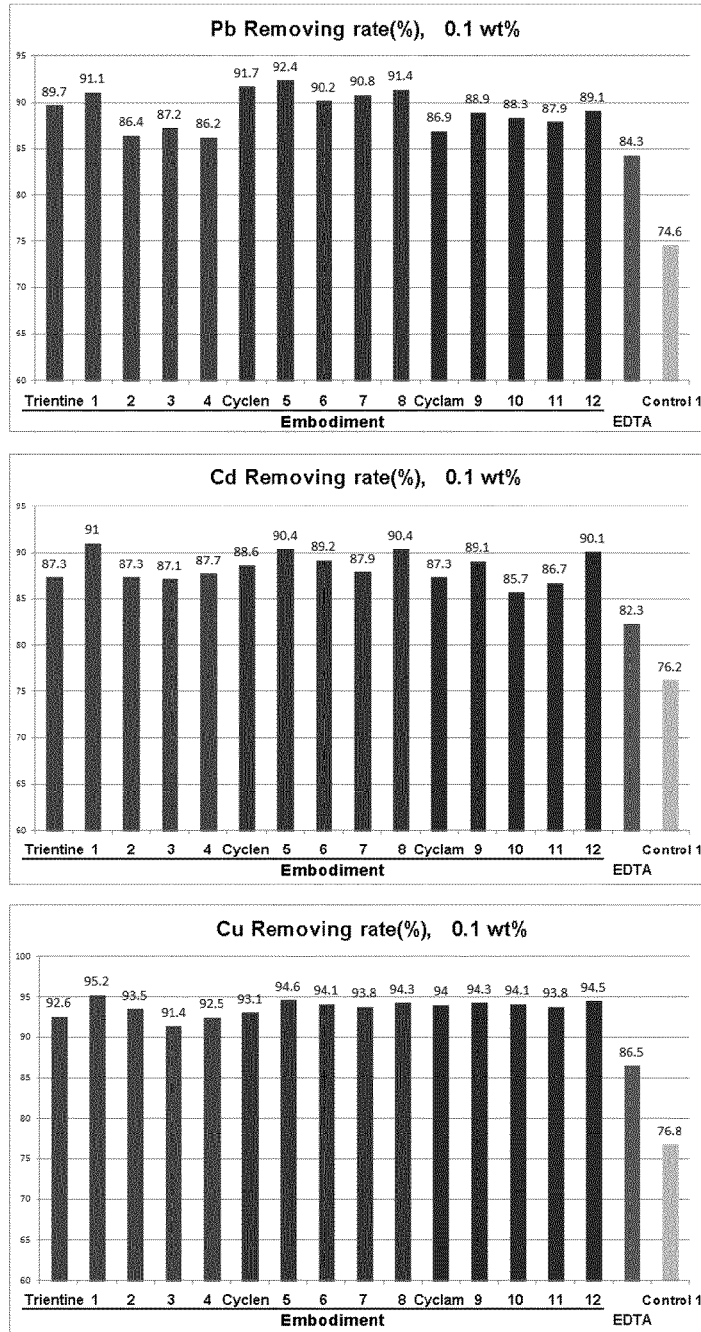 Pb Removing rate(%), 0.1 wt%
95
91.1 91.7 92.4 91.4
89.7 90.2 90.8
90 88.9 88.3 87.9 89.1
86.4 87.2 86.2 86.9
85 84.3
80
75 74.6
70
65
60
Trientine 1 2 3 4 Cyclen 5 6 7 8 Cyclam 9 10 11 12 Control 1
Embodiment EDTA
Cd Removing rate(%), 0.1 wt%
95
91 90.4 90.4 90.1
90 88.6 89.2 89.1
87.3 87.3 87.1 87.7 87.9 87.3 86.7
85 85.7
82.3
80
75 76.2
70
65
60
Trientine 1 2 3 4 Cyclen 5 6 7 8 Cyclam 9 10 11 12 Control 1
Embodiment EDTA
Cu Removing rate(%), 0.1 wt%
100
95 92.6 95.2 93.5 91.4 92.5 93.1 94.6 94.1 93.8 94.3 94 94.3 94.1 93.8 94.5
90
85 86.5
80
75 76.8
70
65
60
Trientine 1 2 3 4 Cyclen 5 6 7 8 Cyclam 9 10 11 12 Control 1
Embodiment EDTA